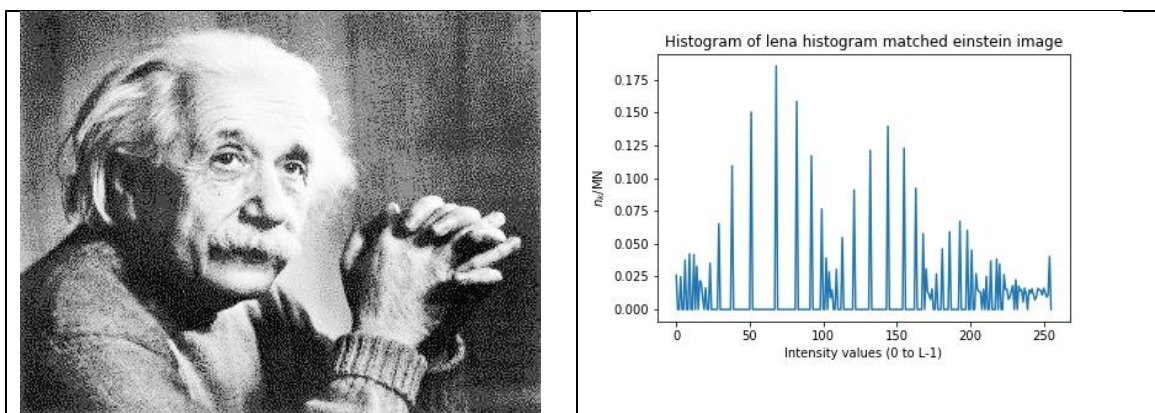 Histogram of lena histogram matched einstein image
0.175
0.150
0.125
0.100
0.075
0.050
0.025
0.000
nₖ/MN
0 50 100 150 200 250
Intensity values (0 to L-1)